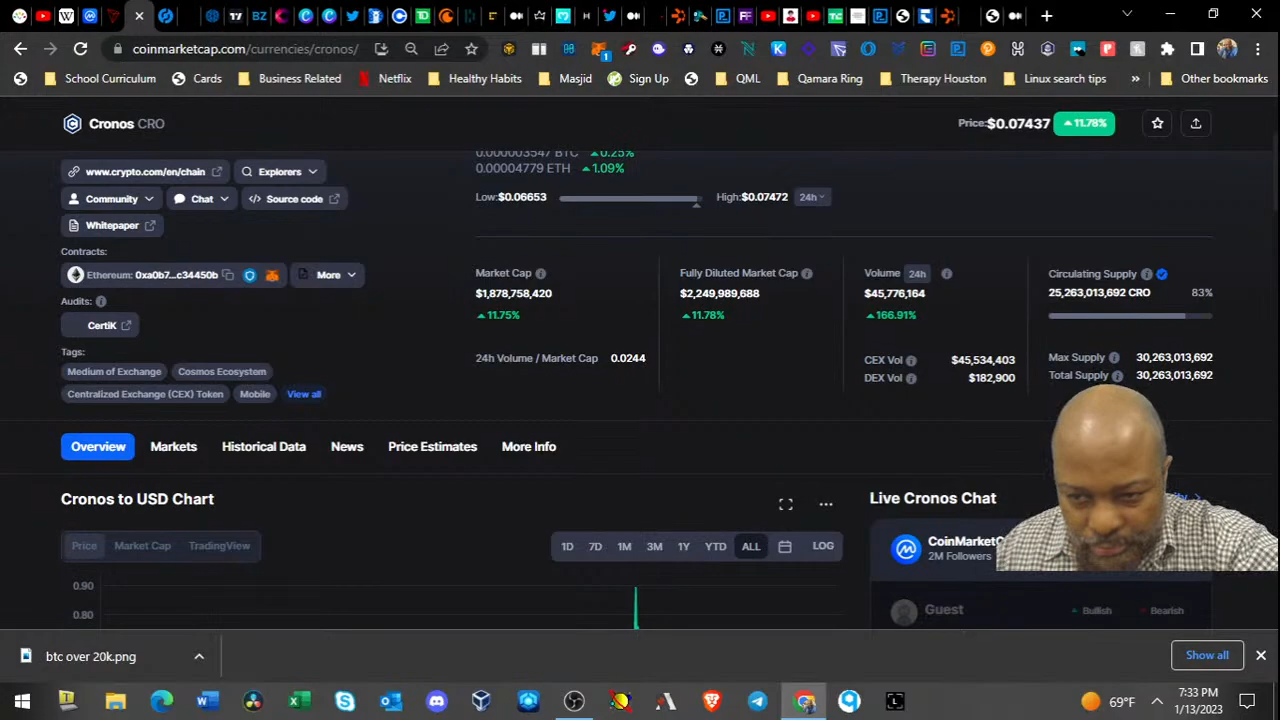 coinmarketcap.com/currencies/cronos/
School Curriculum
Cards
Business Related
Netflix
Healthy Habits
Masjid
Sign Up
QML
Qamara Ring
Therapy Houston
Linux search tips
»
Other bookmarks
Cronos CRO
Price: $0.07437
11.78%
0.000003547 BTC 0.25%
0.00004779 ETH 1.09%
Low: $0.06653
High: $0.07472
24h
www.crypto.com/en/chain
Explorers
Community
Chat
Source code
Whitepaper
Contracts:
Ethereum: 0xa0b7...c34450b
More
Audits:
CertiK
Tags:
Medium of Exchange
Cosmos Ecosystem
Centralized Exchange (CEX) Token
Mobile
View all
Market Cap
$1,878,758,420
11.75%
24h Volume / Market Cap 0.0244
Fully Diluted Market Cap
$2,249,989,688
11.78%
Volume 24h
$45,776,164
166.91%
CEX Vol $45,534,403
DEX Vol $182,900
Circulating Supply
25,263,013,692 CRO 83%
Max Supply 30,263,013,692
Total Supply 30,263,013,692
Overview
Markets
Historical Data
News
Price Estimates
More Info
Cronos to USD Chart
Price
Market Cap
TradingView
1D
7D
1M
3M
1Y
YTD
ALL
LOG
0.90
0.80
Live Cronos Chat
2M Followers
Guest
Bullish
Bearish
btc over 20k.png
Show all
69°F
7:33 PM
1/13/2023